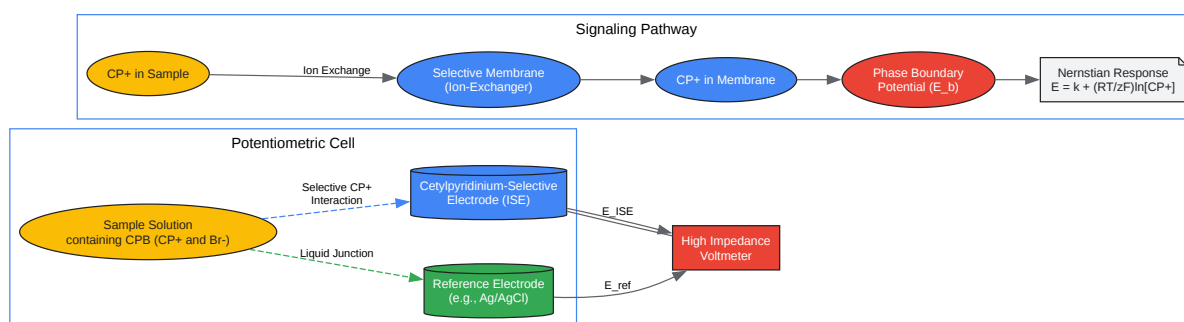 Signaling Pathway
CP+ in Sample
Ion Exchange
Selective Membrane
(Ion-Exchanger)
CP+ in Membrane
Phase Boundary
Potential (E_b)
Nernstian Response
E = k + (RT/zF)ln[CP+]
Potentiometric Cell
Sample Solution
containing CPB (CP+ and Br-)
Selective CP+
Interaction
Liquid Junction
Cetylpyridinium-Selective
Electrode (ISE)
Reference Electrode
(e.g., Ag/AgCl)
E_ISE
E_ref
High Impedance
Voltmeter